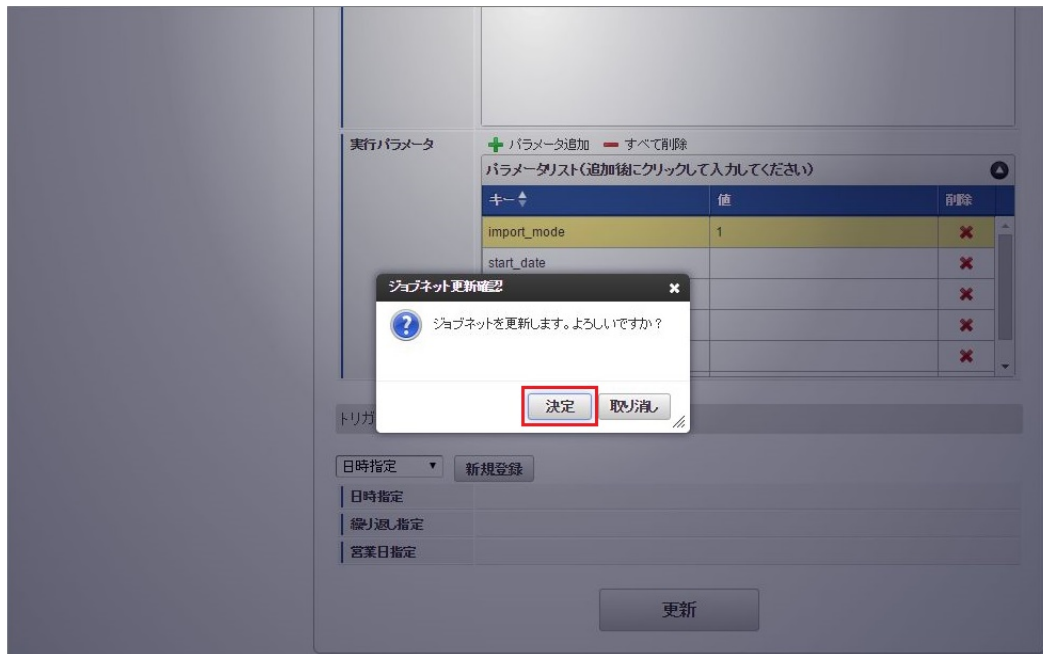 実行パラメータ
パラメータ追加 すべて削除
パラメータリスト(追加後にクリックして入力してください)
キー 値 削除
import_mode 1
start_date
ジョブネット更新確認
ジョブネットを更新します。よろしいですか？
決定 取り消し
トリガ
日時指定 新規登録
日時指定
繰り返し指定
営業日指定
更新